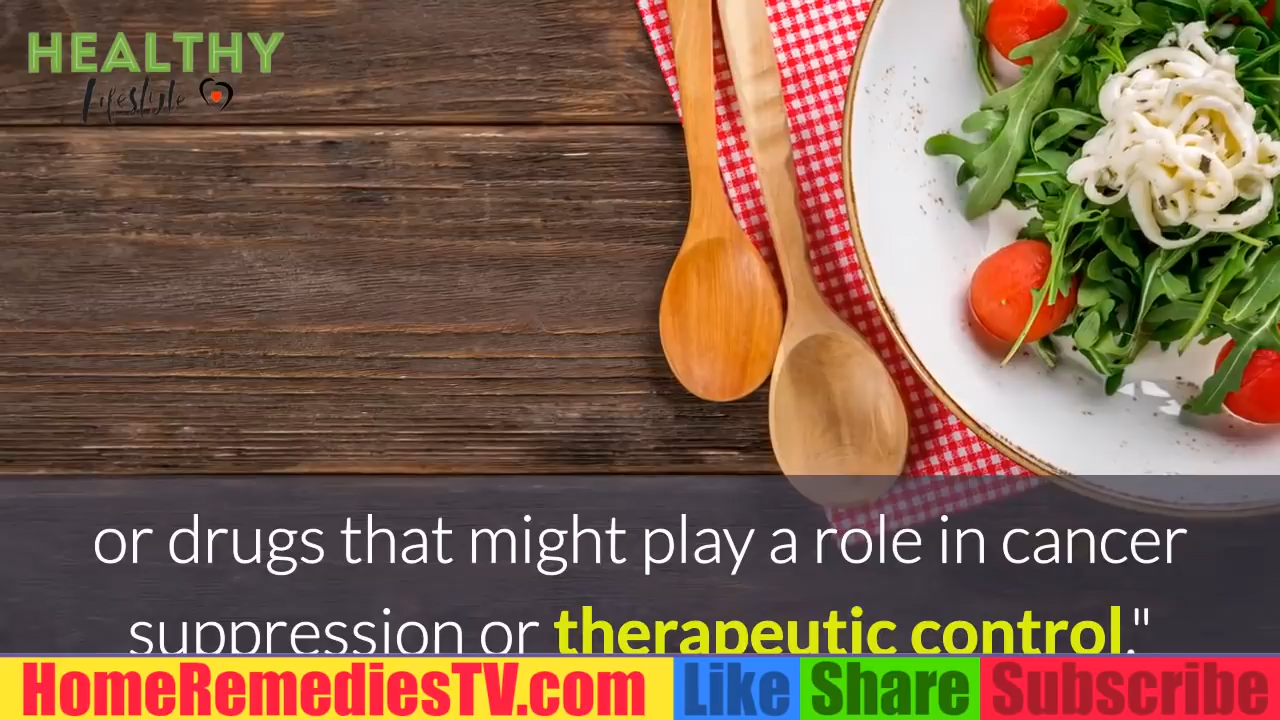 HEALTHY
Lifestyle
or drugs that might play a role in cancer
suppression or therapeutic control."
HomeRemediesTV.com Like Share Subscribe